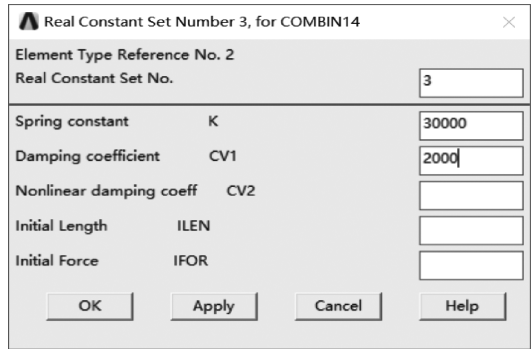 Real Constant Set Number 3, for COMBIN14
Element Type Reference No. 2
Real Constant Set No. 3
Spring constant K 30000
Damping coefficient CV1 2000
Nonlinear damping coeff CV2
Initial Length ILEN
Initial Force IFOR
OK Apply Cancel Help